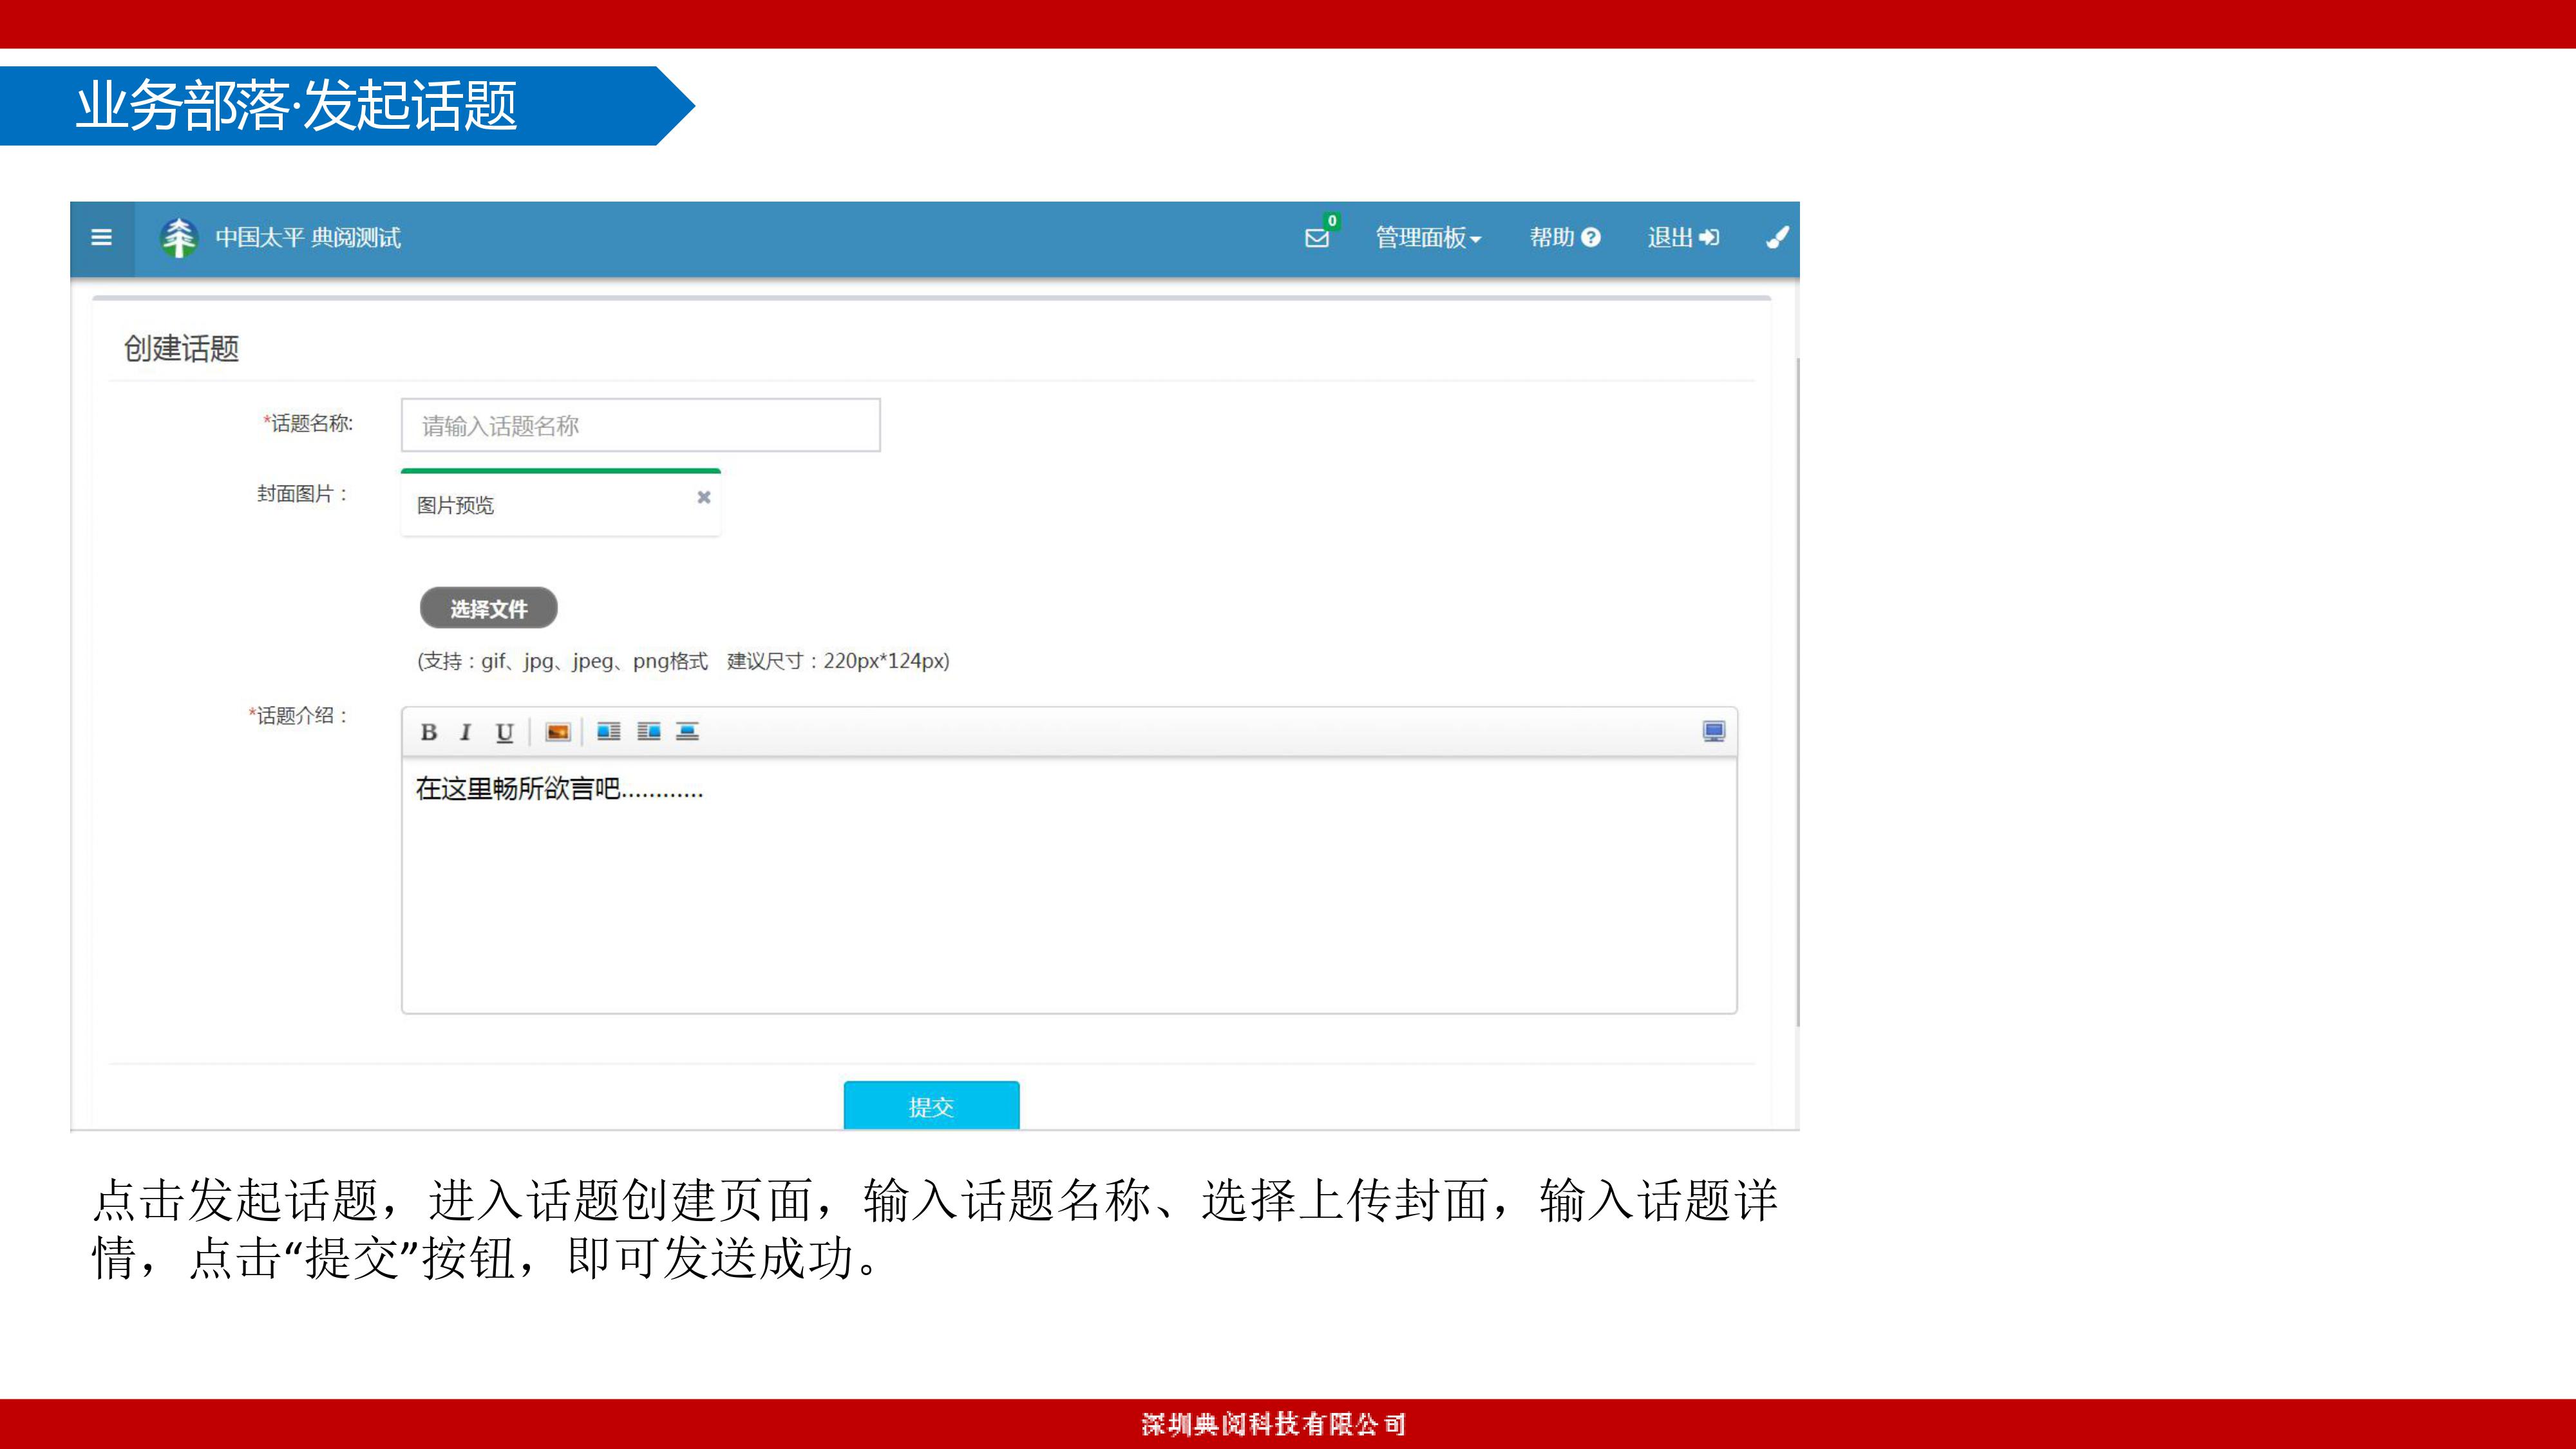 业务部落·发起话题
中国太平 典阅测试
0
管理面板
帮助
退出
创建话题
*话题名称:
请输入话题名称
封面图片：
图片预览
选择文件
(支持：gif、jpg、jpeg、png格式 建议尺寸：220px*124px)
*话题介绍：
B I U
在这里畅所欲言吧............
提交
点击发起话题，进入话题创建页面，输入话题名称、选择上传封面，输入话题详
情，点击“提交”按钮，即可发送成功。
深圳典阅科技有限公司